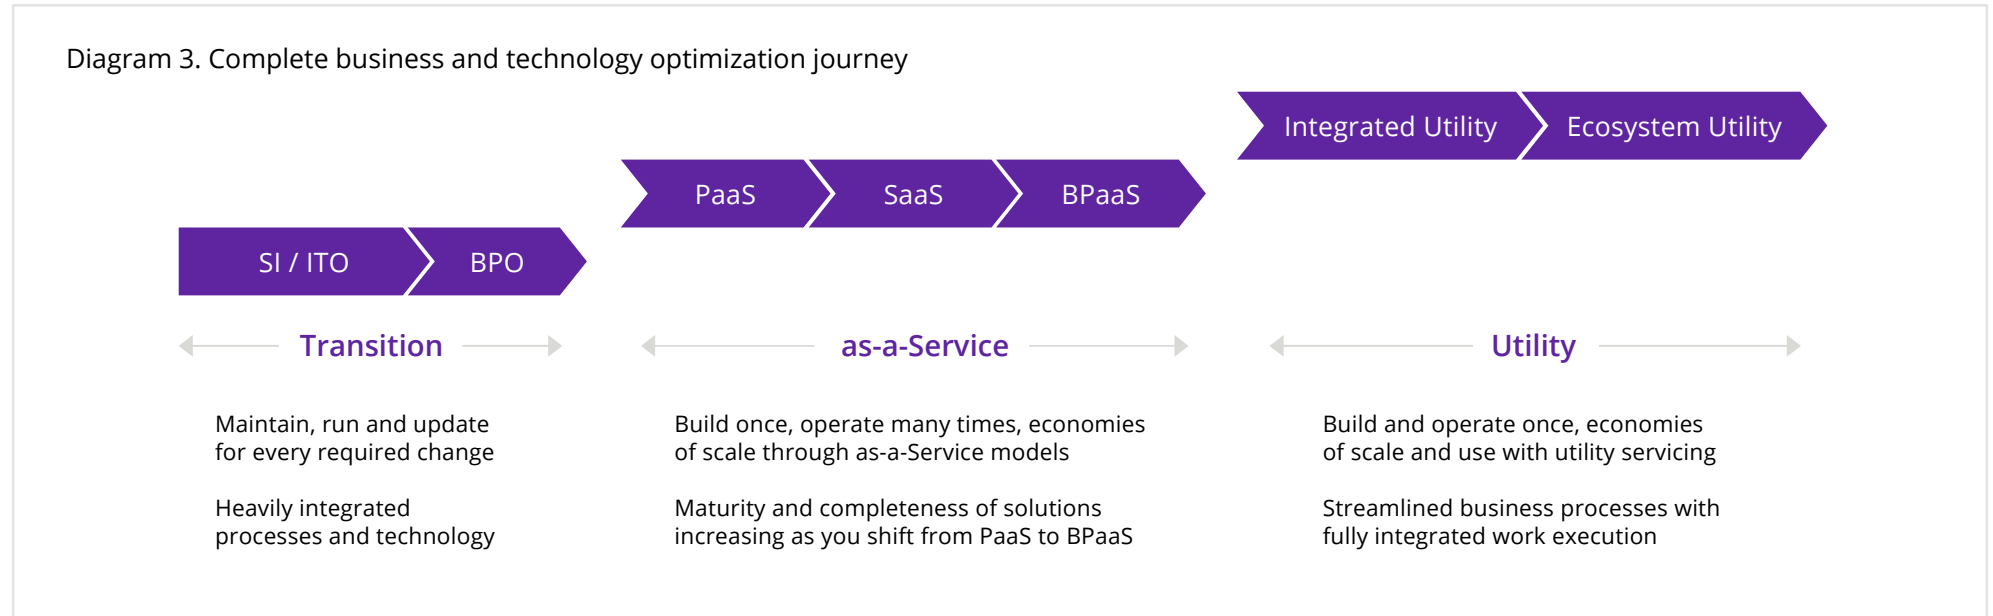 Diagram 3. Complete business and technology optimization journey
Integrated Utility
Ecosystem Utility
PaaS
SaaS
BPaaS
SI / ITO
BPO
Transition
as-a-Service
Utility
Maintain, run and update
for every required change
Heavily integrated
processes and technology
Build once, operate many times, economies
of scale through as-a-Service models
Maturity and completeness of solutions
increasing as you shift from PaaS to BPaaS
Build and operate once, economies
of scale and use with utility servicing
Streamlined business processes with
fully integrated work execution